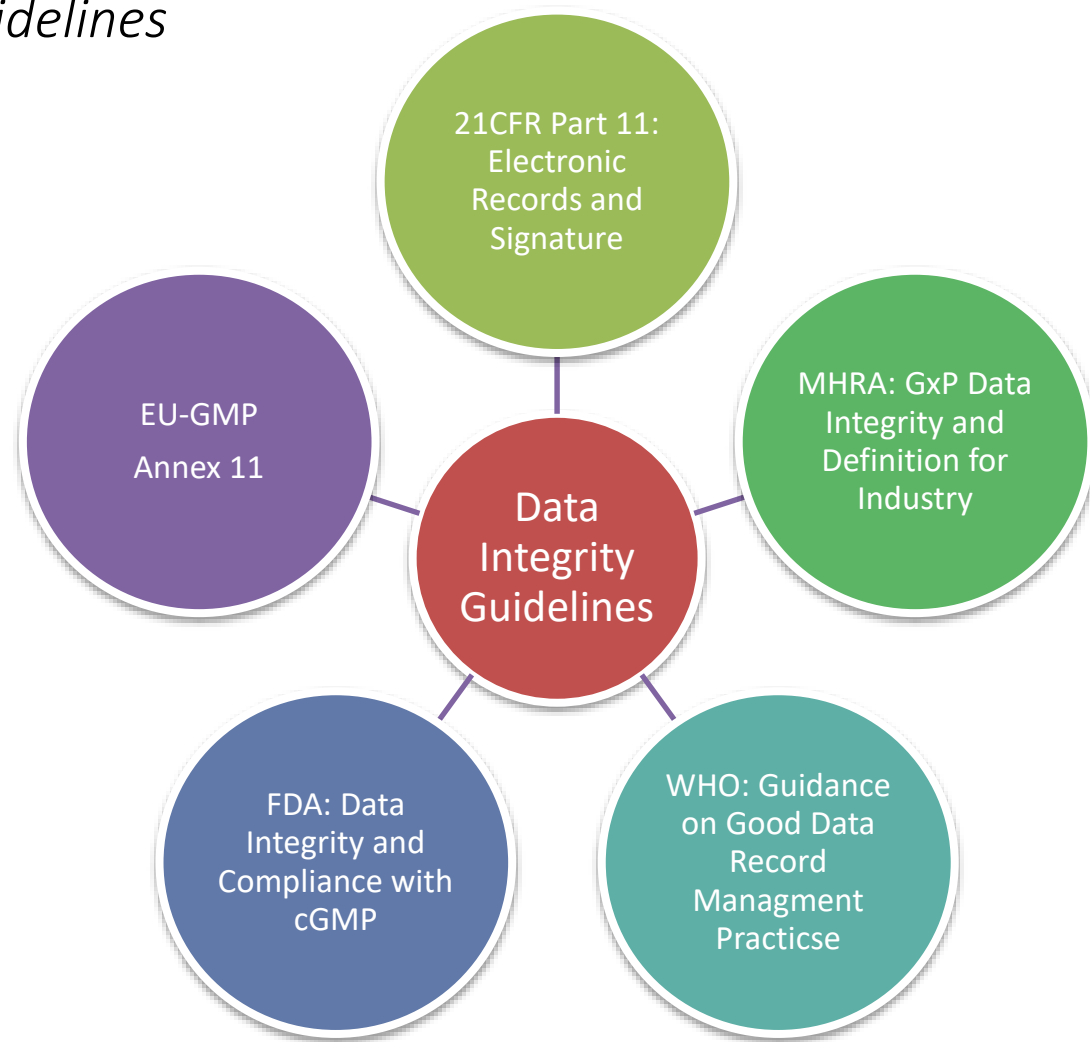 idelines
21CFR Part 11:
Electronic
Records and
Signature
EU-GMP
Annex 11
MHRA: GxP Data
Integrity and
Definition for
Industry
Data
Integrity
Guidelines
FDA: Data
Integrity and
Compliance with
cGMP
WHO: Guidance
on Good Data
Record
Managment
Practicse